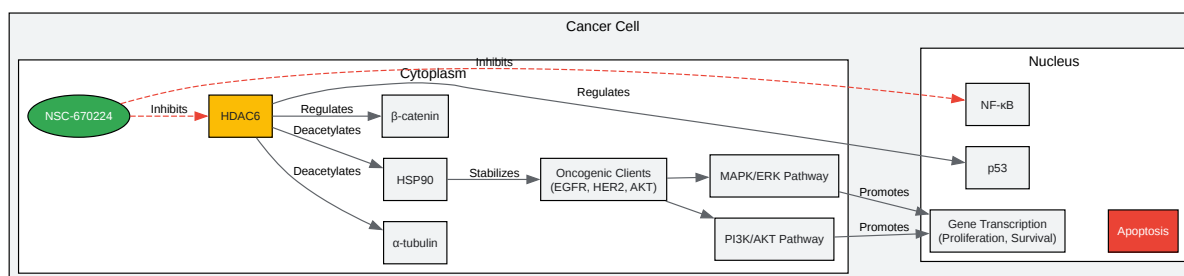 Cancer Cell
Cytoplasm
Nucleus
Inhibits
NSC-670224
Inhibits
HDAC6
Regulates
β-catenin
Regulates
NF-κB
Deacetylates
p53
Deacetylates
HSP90
Stabilizes
Oncogenic Clients
(EGFR, HER2, AKT)
MAPK/ERK Pathway
Promotes
α-tubulin
PI3K/AKT Pathway
Promotes
Gene Transcription
(Proliferation, Survival)
Apoptosis